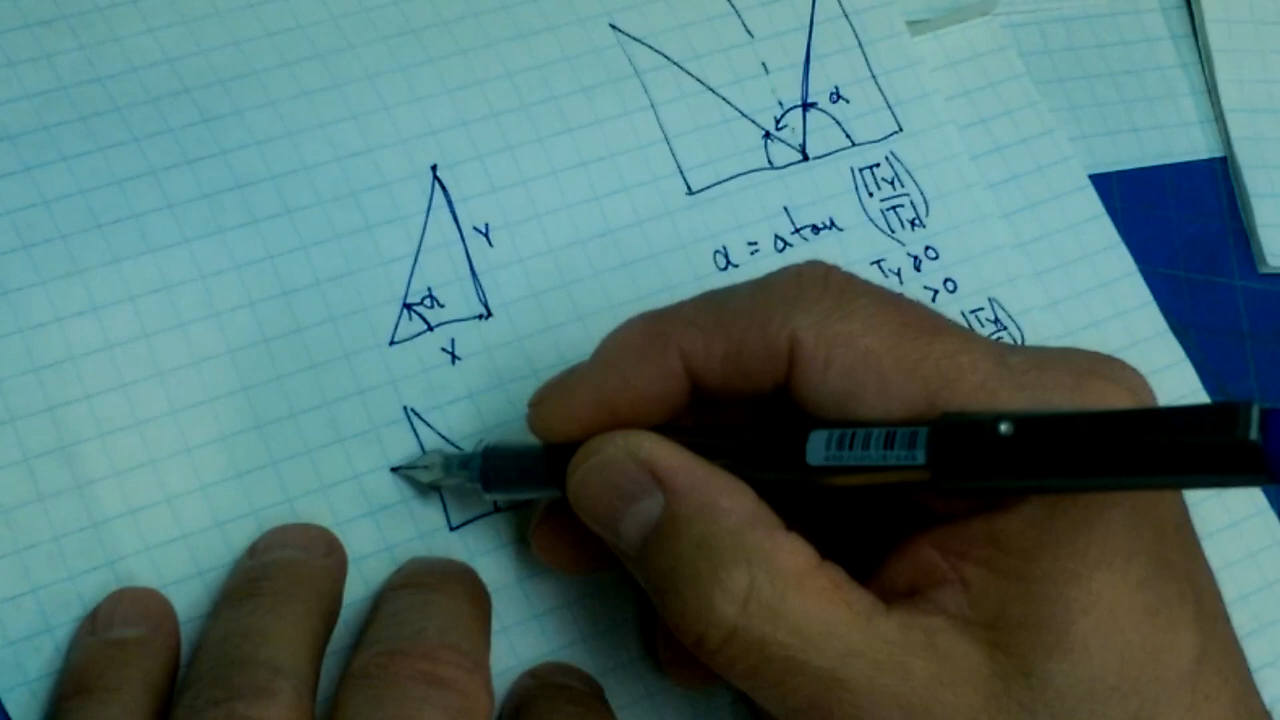 α
α = atan (|Ty|/|Tx|)
Ty ≥ 0
> 0
Y
α
X